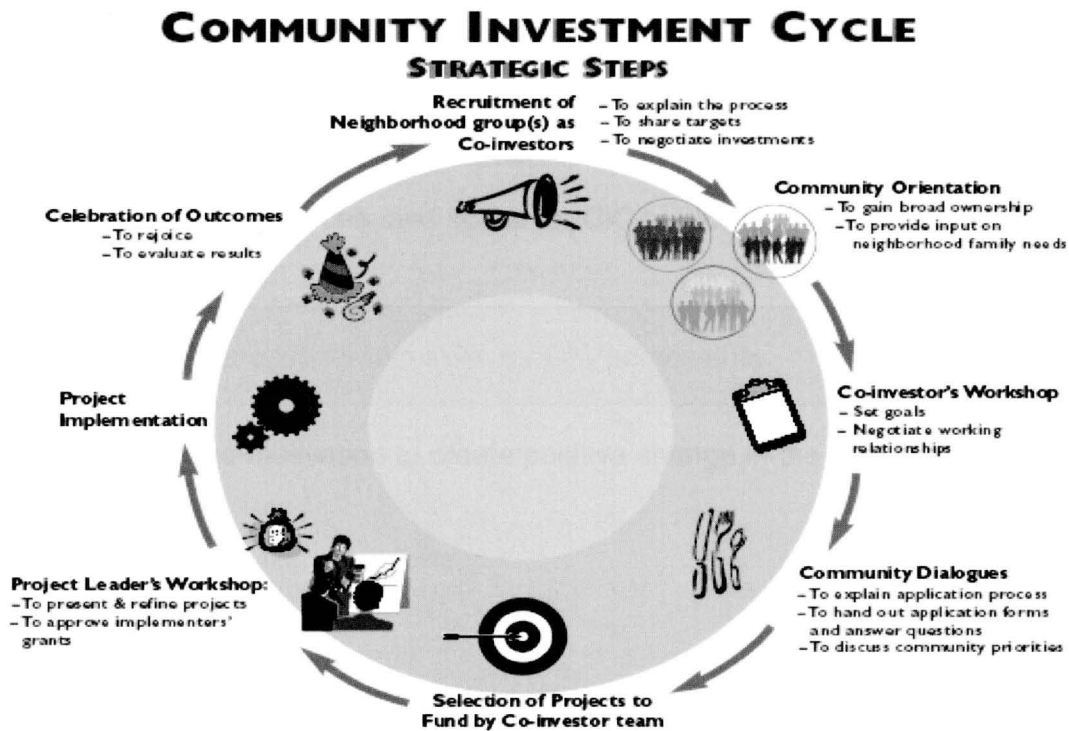 COMMUNITY INVESTMENT CYCLE
STRATEGIC STEPS
Recruitment of
Neighborhood group(s) as
Co-investors
– To explain the process
– To share targets
– To negotiate investments
Community Orientation
– To gain broad ownership
– To provide input on
neighborhood family needs
Co-investor's Workshop
– Set goals
– Negotiate working
relationships
Community Dialogues
– To explain application process
– To hand out application forms
and answer questions
– To discuss community priorities
Selection of Projects to
Fund by Co-investor team
Project Leader's Workshop:
– To present & refine projects
– To approve implementers'
grants
Project
Implementation
Celebration of Outcomes
– To rejoice
– To evaluate results